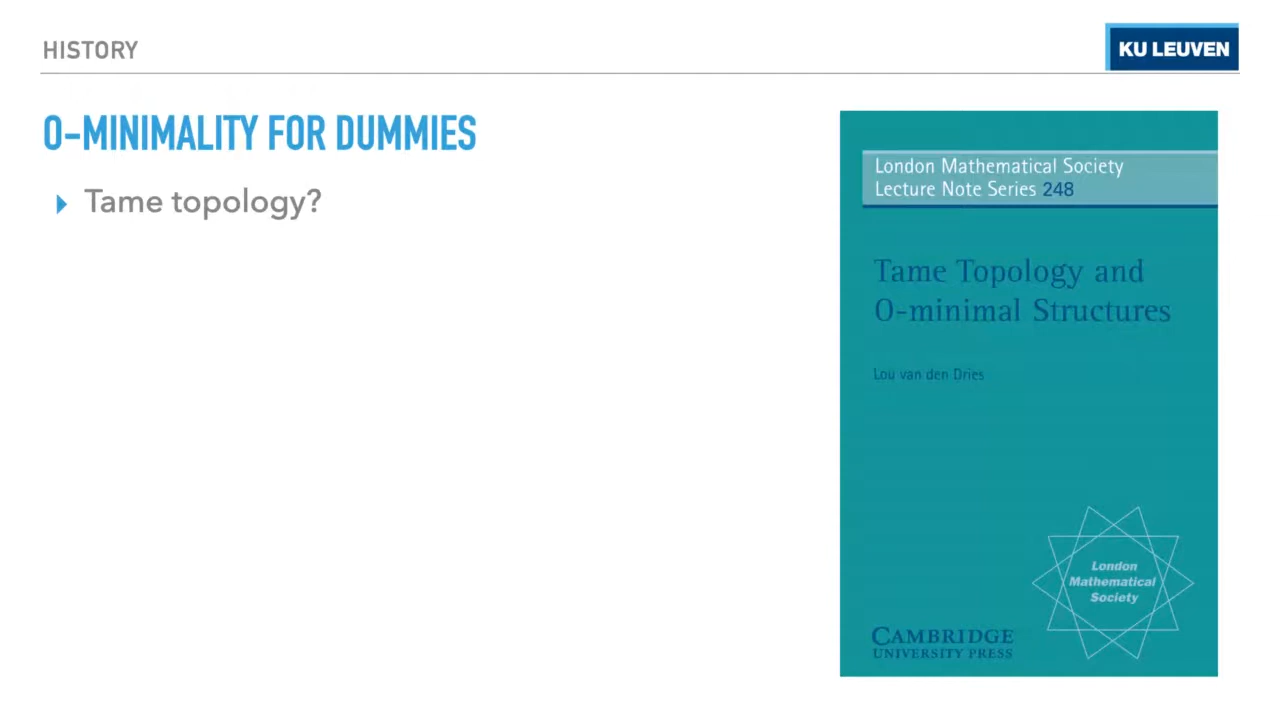 HISTORY
KU LEUVEN
O-MINIMALITY FOR DUMMIES
Tame topology?
London Mathematical Society
Lecture Note Series 248
Tame Topology and
O-minimal Structures
Lou van den Dries
London
Mathematical
Society
CAMBRIDGE
UNIVERSITY PRESS